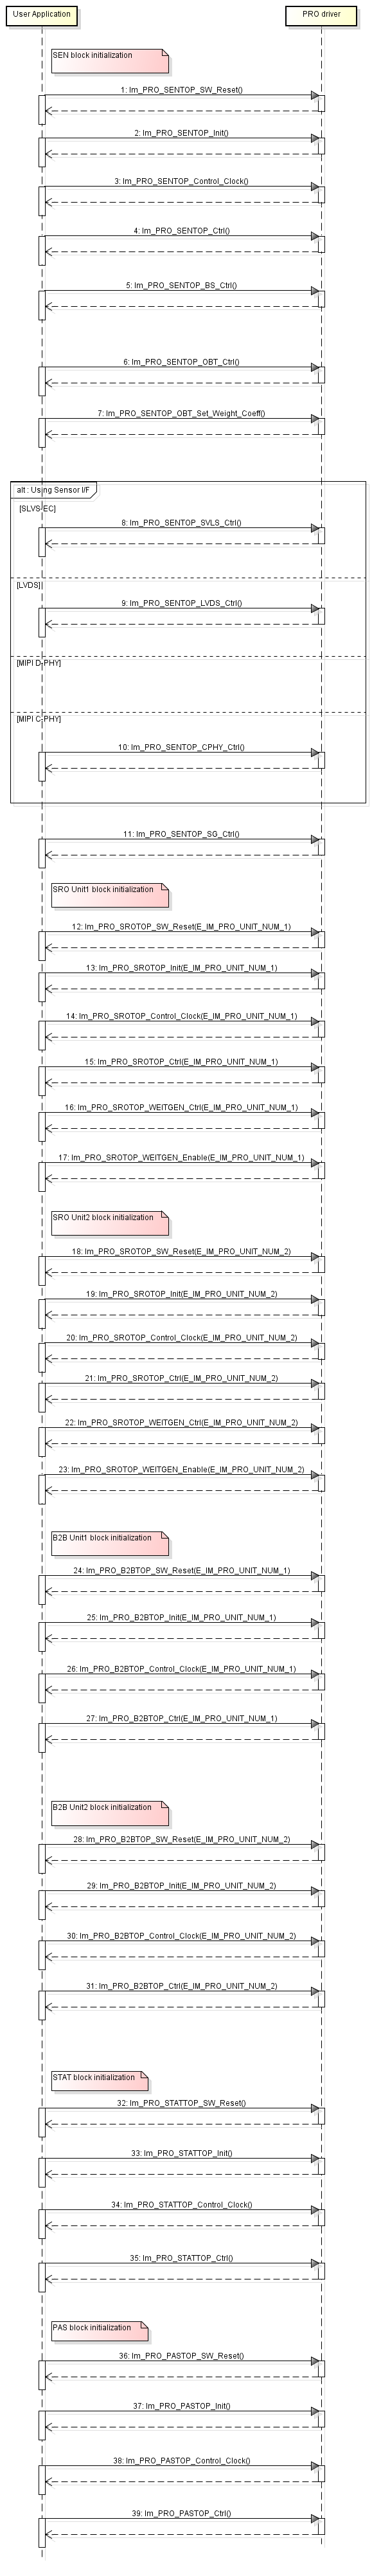 User Application
PRO driver
SEN block initialization
1: Im_PRO_SENTOP_SW_Reset()
2: Im_PRO_SENTOP_Init()
3: Im_PRO_SENTOP_Control_Clock()
4: Im_PRO_SENTOP_Ctrl()
5: Im_PRO_SENTOP_BS_Ctrl()
6: Im_PRO_SENTOP_OBT_Ctrl()
7: Im_PRO_SENTOP_OBT_Set_Weight_Coeff()
alt : Using Sensor I/F
[SLVS-EC]
8: Im_PRO_SENTOP_SVLS_Ctrl()
[LVDS]
9: Im_PRO_SENTOP_LVDS_Ctrl()
[MIPI D-PHY]
[MIPI C-PHY]
10: Im_PRO_SENTOP_CPHY_Ctrl()
11: Im_PRO_SENTOP_SG_Ctrl()
SRO Unit1 block initialization
12: Im_PRO_SROTOP_SW_Reset(E_IM_PRO_UNIT_NUM_1)
13: Im_PRO_SROTOP_Init(E_IM_PRO_UNIT_NUM_1)
14: Im_PRO_SROTOP_Control_Clock(E_IM_PRO_UNIT_NUM_1)
15: Im_PRO_SROTOP_Ctrl(E_IM_PRO_UNIT_NUM_1)
16: Im_PRO_SROTOP_WEITGEN_Ctrl(E_IM_PRO_UNIT_NUM_1)
17: Im_PRO_SROTOP_WEITGEN_Enable(E_IM_PRO_UNIT_NUM_1)
SRO Unit2 block initialization
18: Im_PRO_SROTOP_SW_Reset(E_IM_PRO_UNIT_NUM_2)
19: Im_PRO_SROTOP_Init(E_IM_PRO_UNIT_NUM_2)
20: Im_PRO_SROTOP_Control_Clock(E_IM_PRO_UNIT_NUM_2)
21: Im_PRO_SROTOP_Ctrl(E_IM_PRO_UNIT_NUM_2)
22: Im_PRO_SROTOP_WEITGEN_Ctrl(E_IM_PRO_UNIT_NUM_2)
23: Im_PRO_SROTOP_WEITGEN_Enable(E_IM_PRO_UNIT_NUM_2)
B2B Unit1 block initialization
24: Im_PRO_B2BTOP_SW_Reset(E_IM_PRO_UNIT_NUM_1)
25: Im_PRO_B2BTOP_Init(E_IM_PRO_UNIT_NUM_1)
26: Im_PRO_B2BTOP_Control_Clock(E_IM_PRO_UNIT_NUM_1)
27: Im_PRO_B2BTOP_Ctrl(E_IM_PRO_UNIT_NUM_1)
B2B Unit2 block initialization
28: Im_PRO_B2BTOP_SW_Reset(E_IM_PRO_UNIT_NUM_2)
29: Im_PRO_B2BTOP_Init(E_IM_PRO_UNIT_NUM_2)
30: Im_PRO_B2BTOP_Control_Clock(E_IM_PRO_UNIT_NUM_2)
31: Im_PRO_B2BTOP_Ctrl(E_IM_PRO_UNIT_NUM_2)
STAT block initialization
32: Im_PRO_STATTOP_SW_Reset()
33: Im_PRO_STATTOP_Init()
34: Im_PRO_STATTOP_Control_Clock()
35: Im_PRO_STATTOP_Ctrl()
PAS block initialization
36: Im_PRO_PASTOP_SW_Reset()
37: Im_PRO_PASTOP_Init()
38: Im_PRO_PASTOP_Control_Clock()
39: Im_PRO_PASTOP_Ctrl()